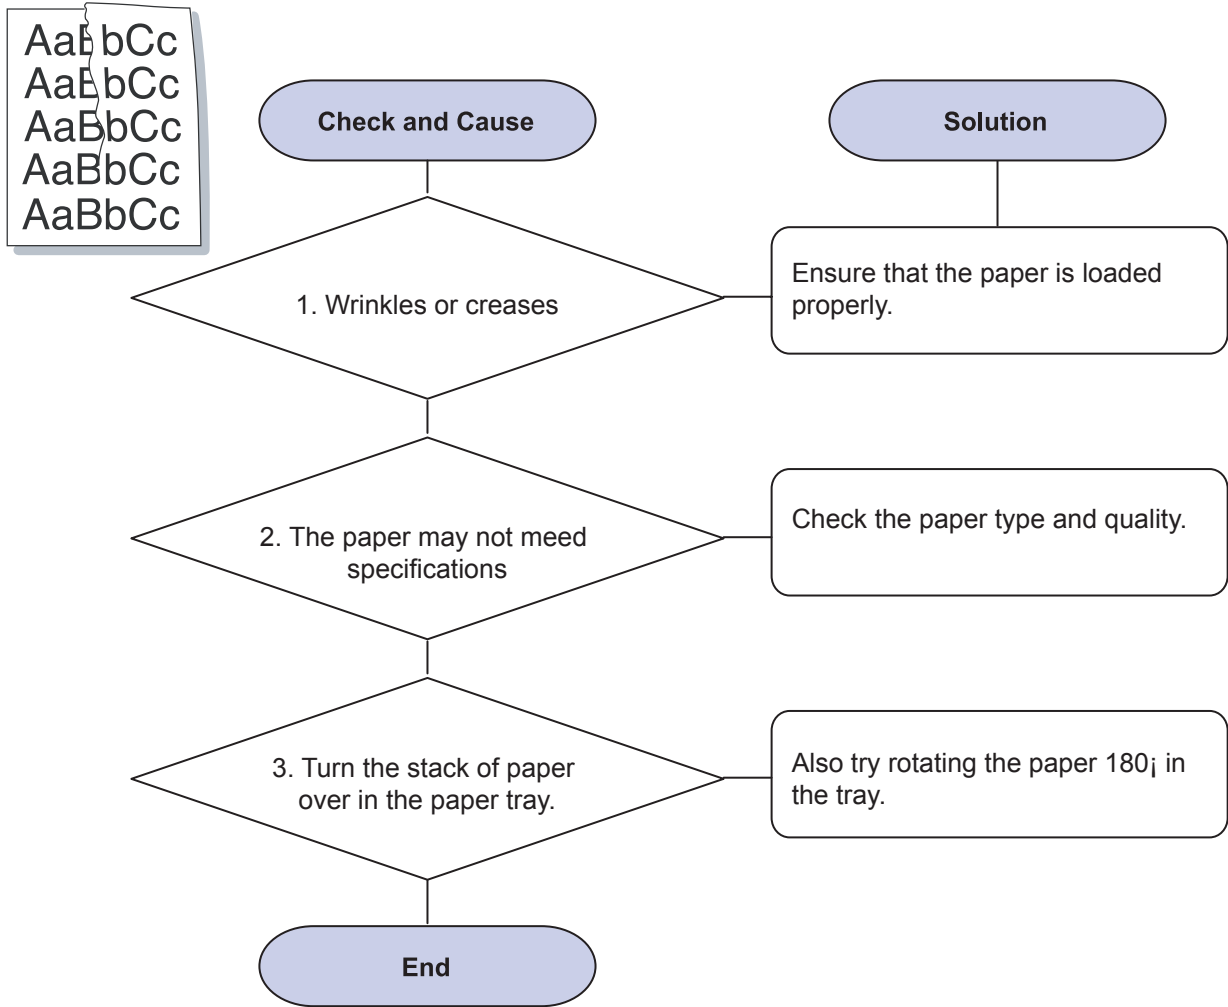 AaBbCc
AaBbCc
AaBbCc
AaBbCc
AaBbCc
Check and Cause
Solution
1. Wrinkles or creases
Ensure that the paper is loaded
properly.
2. The paper may not meed
specifications
Check the paper type and quality.
3. Turn the stack of paper
over in the paper tray.
Also try rotating the paper 180¡ in
the tray.
End